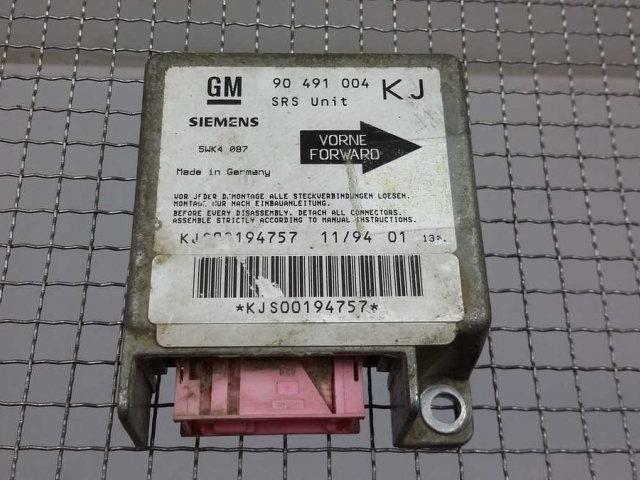 GM 90 491 004 KJ
SRS Unit
SIEMENS
VORNE
FORWARD
5WK4 087
Made in Germany
VOR JEDER DEMONTAGE ALLE STECKVERBINDUNGEN LOESEN.
MONTAGE NUR NACH EINBAUANLEITUNG.
BEFORE EVERY DISASSEMBLY, DETACH ALL CONNECTORS.
ASSEMBLE STRICTLY ACCORDING TO MANUAL INSTRUCTIONS.
KJS00194757 11/94 01
*KJS00194757*